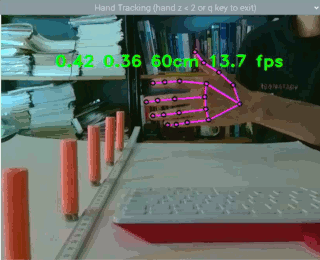 Hand Tracking (hand z < 2 or q key to exit)
0.42 0.36 60cm 13.7 fps